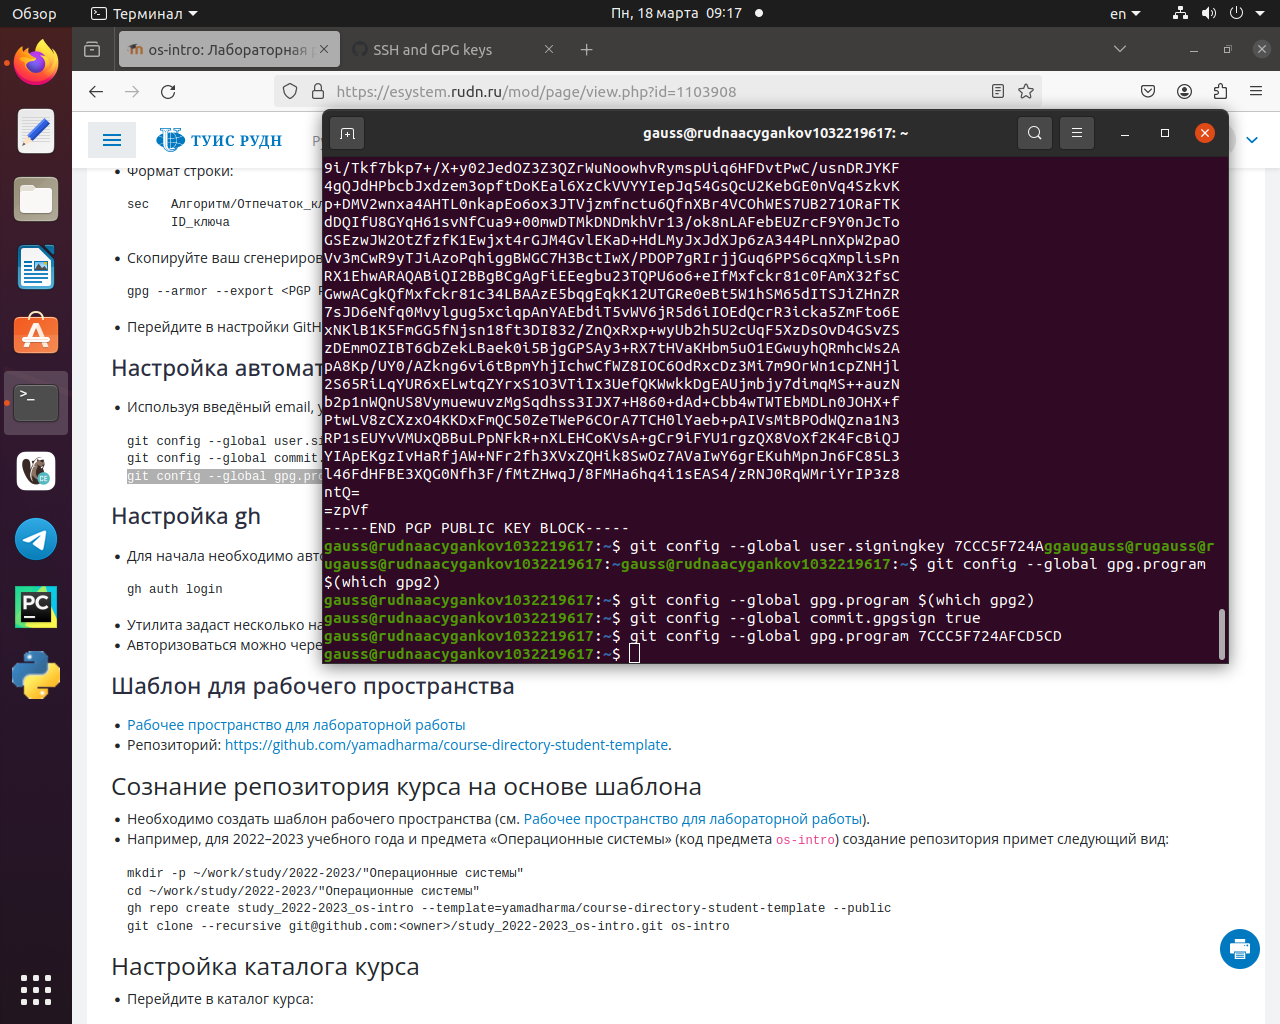 Обзор
Терминал
Пн, 18 марта 09:17
en
os-intro: Лабораторная
SSH and GPG keys
https://esystem.rudn.ru/mod/page/view.php?id=1103908
ТУИС РУДН
gauss@rudnaacygankov1032219617: ~
Формат строки:
sec Алгоритм/Отпечаток_кл
ID_ключа
Скопируйте ваш сгенериров
gpg --armor --export <PGP F
Перейдите в настройки GitH
Настройка автомат
Используя введёный email, у
git config --global user.si
git config --global commit.
git config --global gpg.pro
Настройка gh
Для начала необходимо авто
gh auth login
Утилита задаст несколько на
Авторизоваться можно чере
9i/Tkf7bkp7+/X+y02JedOZ3Z3QZrWuNoowhvRymspUiq6HFDvtPwC/usnDRJYKF
4gQJdHPbcbJxdzem3opftDoKEal6XzCkVVYYIepJq54GsQcU2KebGE0nVq4SzkvK
p+DMV2wnxa4AHTL0nkapEo6ox3JTVjzmfnctu6QfnXBr4VCOhWES7UB271ORaFTK
dDQIfU8GYqH61svNfCua9+00mwDTMkDNDmkhVr13/ok8nLAFebEUZrcF9Y0nJcTo
GSEzwJW2OtZfzfK1Ewjxt4rGJM4GvlEKaD+HdLMyJxJdXJp6zA344PLnnXpW2paO
Vv3mCwR9yTJiAzoPqhiggBWGC7H3BctIwX/PDOP7gRIrjjGuq6PPS6cqXmplisPn
RX1EhwARAQABiQI2BBgBCgAgFiEEegbu23TQPU6o6+eIfMxfckr81c0FAmX32fsC
GwwACgkQfMxfckr81c34LBAAzE5bqgEqkK12UTGRe0eBt5W1hSM65dITSJiZHnZR
7sJD6eNfq0Mvylgug5xciqpAnYAEbdiT5vWV6jR5d6iIOEdQcrR3icka5ZmFto6E
xNKlB1K5FmGG5fNjsn18ft3DI832/ZnQxRxp+wyUb2h5U2cUqF5XzDsOvD4GSvZS
zDEmmOZIBT6GbZekLBaek0i5BjgGPSAy3+RX7tHVaKHbm5uO1EGwuyhQRmhcWs2A
pA8Kp/UY0/AZkng6vi6tBpmYhjIchwCfWZ8IOC6OdRxcDz3Mi7m9OrWn1cpZNHjl
2S65RiLqYUR6xELwtqZYrxS1O3VTiIx3UefQKWwkkDgEAUjmbjy7dimqMS++auzN
b2p1nWQnUS8VymuewuvzMgSqdhss3IJX7+H860+dAd+Cbb4wTWTEbMDLn0JOHX+f
PtwLV8zCXzxO4KKDxFmQC50ZeTWeP6COrA7TCH0lYaeb+pAIVsMtBPOdWQzna1N3
RP1sEUYvVMUxQBBuLPpNFkR+nXLEHCoKVsA+gCr9iFYU1rgzQX8VoXf2K4FcBiQJ
YIApEKgzIvHaRfjAW+NFr2fh3XVxZQHik8SwOz7AVaIwY6grEKuhMpnJn6FC85L3
l46FdHFBE3XQG0Nfh3F/fMtZHwqJ/8FMHa6hq4i1sEAS4/zRNJ0RqWMriYrIP3z8
ntQ=
=zpVf
-----END PGP PUBLIC KEY BLOCK-----
gauss@rudnaacygankov1032219617:~$ git config --global user.signingkey 7CCC5F724Aggaugauss@rugauss@r
ugauss@rudnaacygankov1032219617:~gauss@rudnaacygankov1032219617:~$ git config --global gpg.program
$(which gpg2)
gauss@rudnaacygankov1032219617:~$ git config --global gpg.program $(which gpg2)
gauss@rudnaacygankov1032219617:~$ git config --global commit.gpgsign true
gauss@rudnaacygankov1032219617:~$ git config --global gpg.program 7CCC5F724AFCD5CD
gauss@rudnaacygankov1032219617:~$
Шаблон для рабочего пространства
Рабочее пространство для лабораторной работы
Репозиторий: https://github.com/yamadharma/course-directory-student-template.
Сознание репозитория курса на основе шаблона
Необходимо создать шаблон рабочего пространства (см. Рабочее пространство для лабораторной работы).
Например, для 2022–2023 учебного года и предмета «Операционные системы» (код предмета os-intro) создание репозитория примет следующий вид:
mkdir -p ~/work/study/2022-2023/"Операционные системы"
cd ~/work/study/2022-2023/"Операционные системы"
gh repo create study_2022-2023_os-intro --template=yamadharma/course-directory-student-template --public
git clone --recursive git@github.com:<owner>/study_2022-2023_os-intro.git os-intro
Настройка каталога курса
Перейдите в каталог курса: